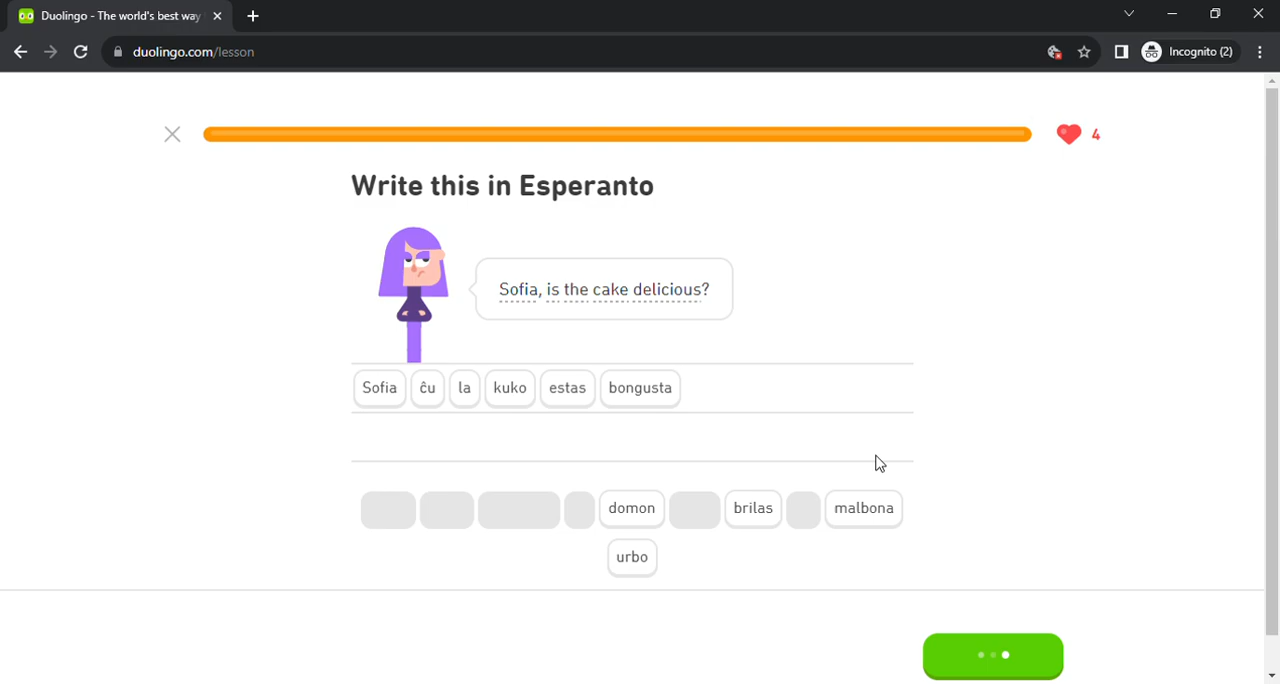 Duolingo - The world's best way
duolingo.com/lesson
Incognito (2)
4
Write this in Esperanto
Sofia, is the cake delicious?
Sofia ĉu la kuko estas bongusta
domon brilas malbona
urbo